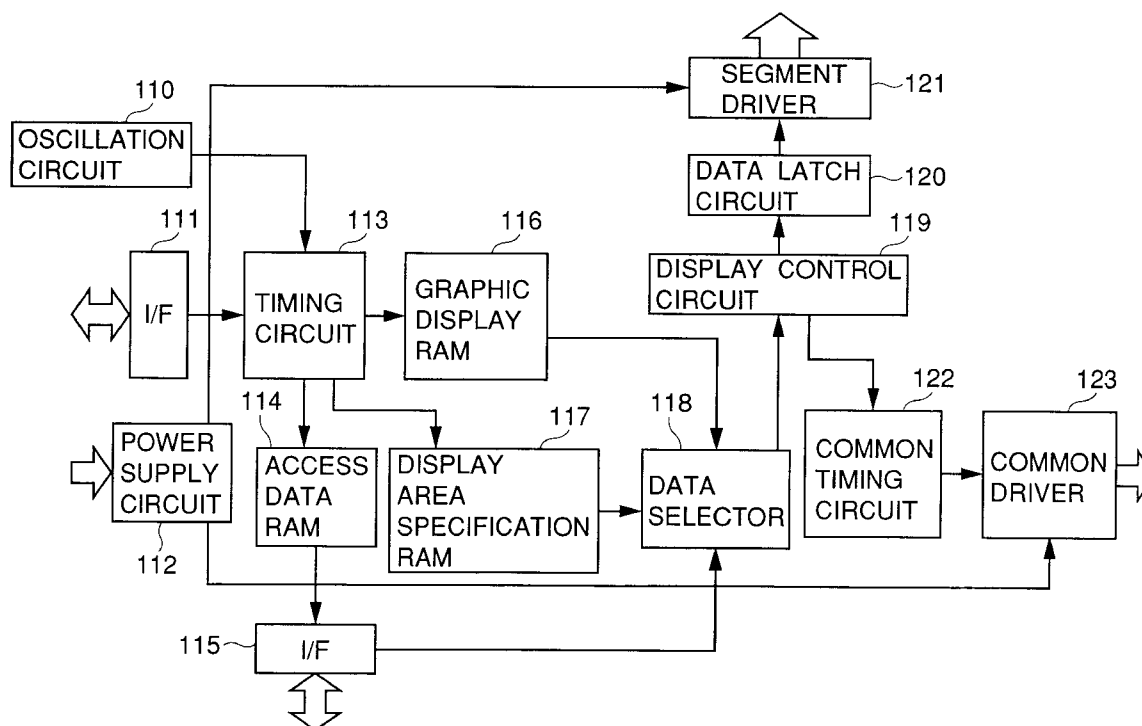 SEGMENT
DRIVER
121
110
OSCILLATION
CIRCUIT
DATA LATCH
CIRCUIT
120
111
I/F
113
TIMING
CIRCUIT
116
GRAPHIC
DISPLAY
RAM
119
DISPLAY CONTROL
CIRCUIT
POWER
SUPPLY
CIRCUIT
112
114
ACCESS
DATA
RAM
117
DISPLAY
AREA
SPECIFICATION
RAM
118
DATA
SELECTOR
122
COMMON
TIMING
CIRCUIT
123
COMMON
DRIVER
115
I/F